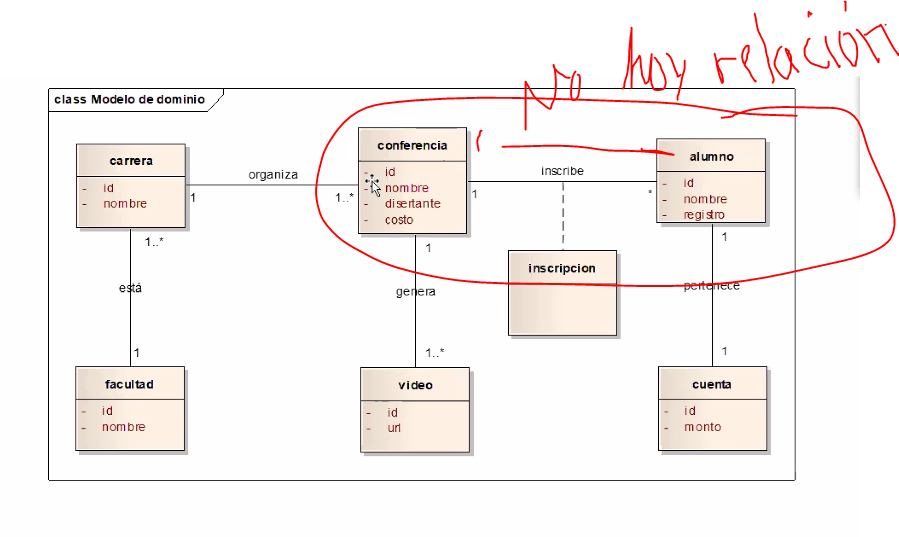 No hay relación
class Modelo de dominio
carrera
- id
- nombre
organiza
1
1..*
conferencia
- id
- nombre
- disertante
- costo
inscribe
1
*
alumno
- id
- nombre
- registro
1..*
está
1
1
genera
1..*
inscripcion
1
pertenece
1
facultad
- id
- nombre
video
- id
- url
cuenta
- id
- monto